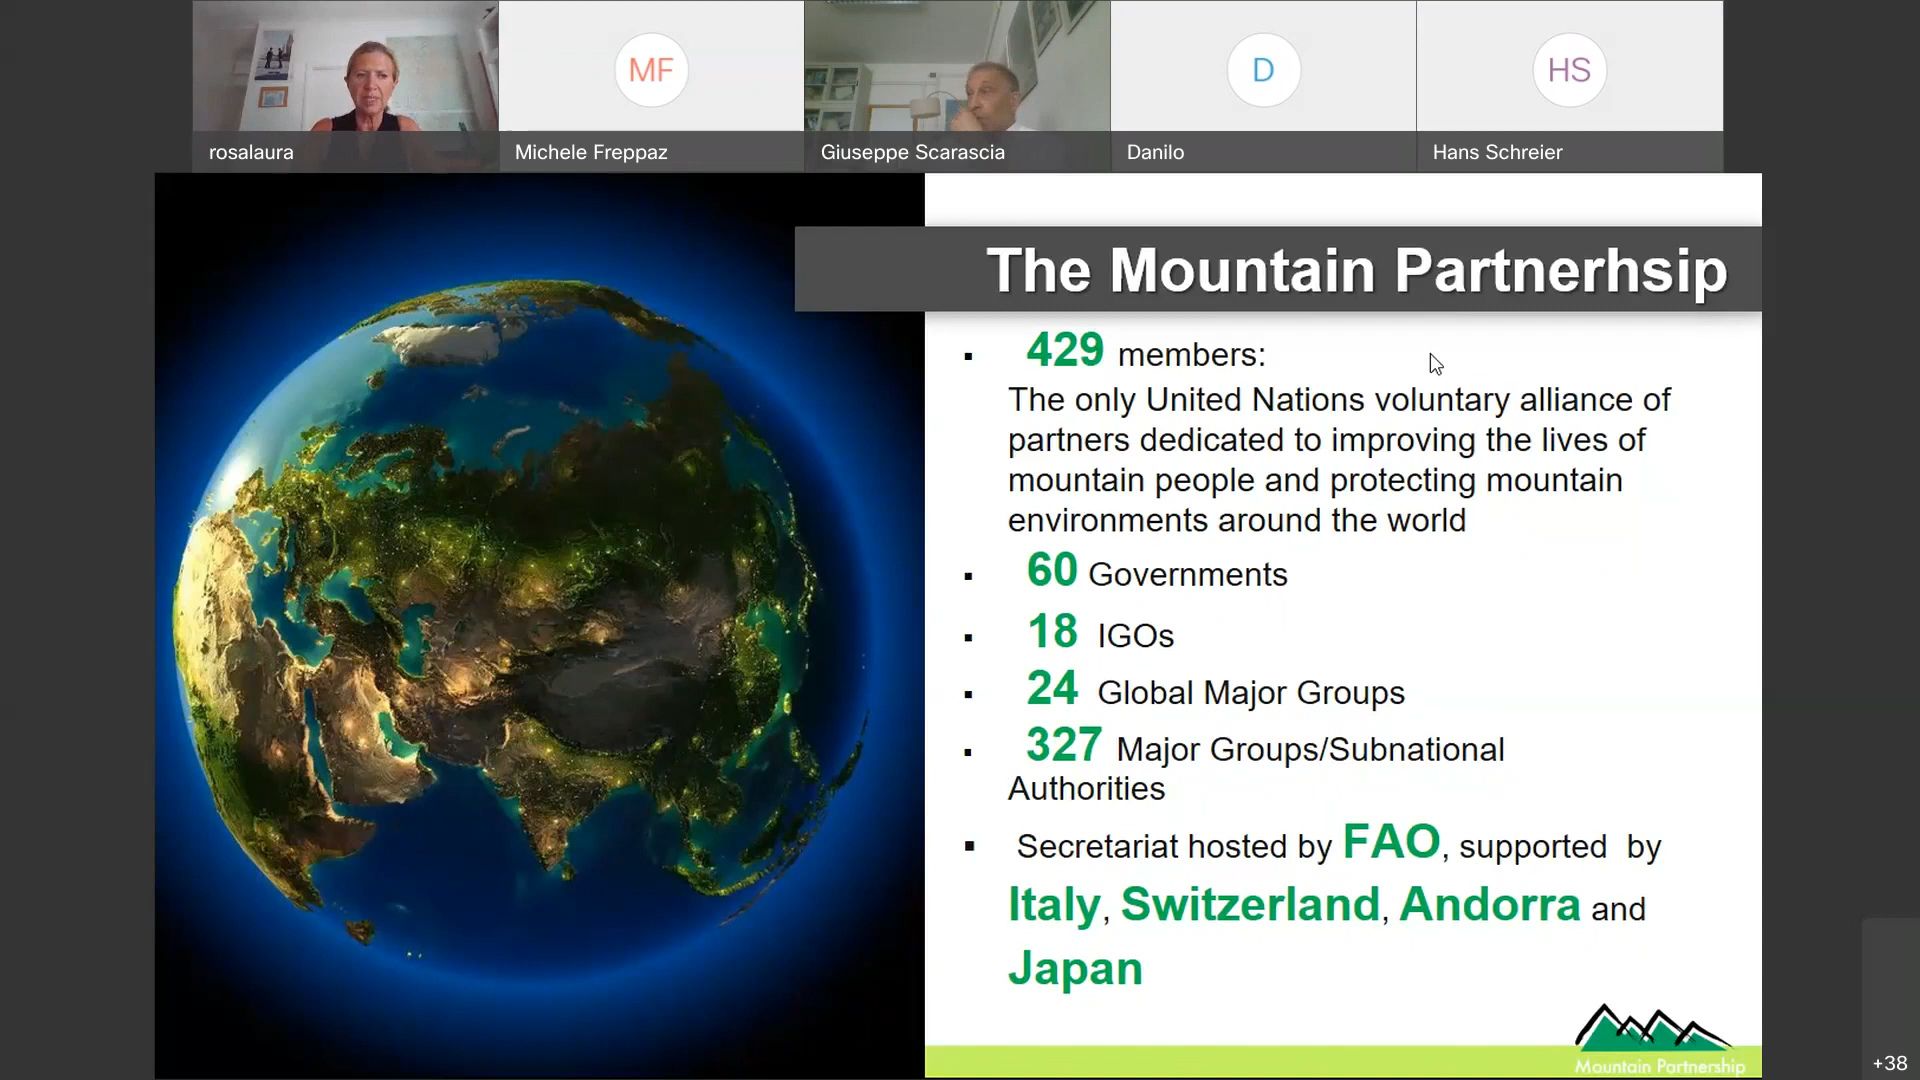 MF
D
HS
rosalaura
Michele Freppaz
Giuseppe Scarascia
Danilo
Hans Schreier
The Mountain Partnerhsip
▪ 429 members:
The only United Nations voluntary alliance of
partners dedicated to improving the lives of
mountain people and protecting mountain
environments around the world
▪ 60 Governments
▪ 18 IGOs
▪ 24 Global Major Groups
▪ 327 Major Groups/Subnational
Authorities
▪ Secretariat hosted by FAO, supported by
Italy, Switzerland, Andorra and
Japan
Mountain Partnership
+38